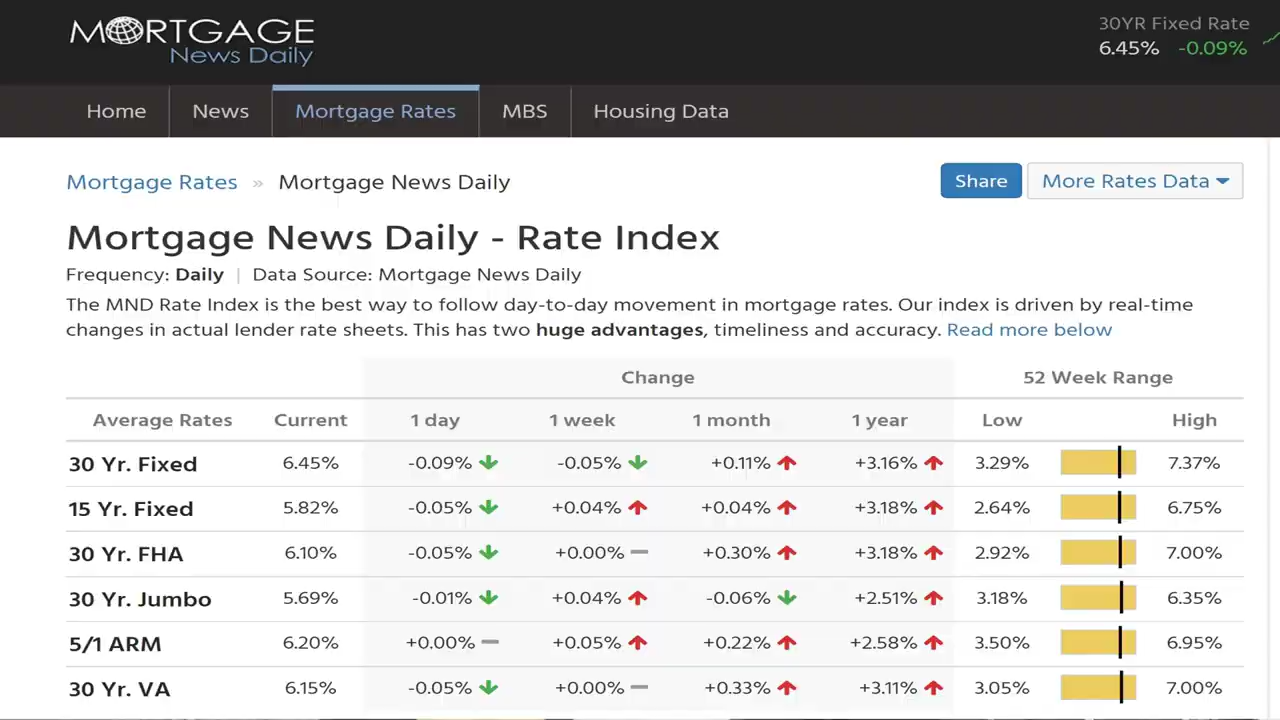 MORTGAGE
News Daily
30YR Fixed Rate
6.45% -0.09%
Home News Mortgage Rates MBS Housing Data
Mortgage Rates » Mortgage News Daily
Share More Rates Data
Mortgage News Daily - Rate Index
Frequency: Daily | Data Source: Mortgage News Daily
The MND Rate Index is the best way to follow day-to-day movement in mortgage rates. Our index is driven by real-time
changes in actual lender rate sheets. This has two huge advantages, timeliness and accuracy. Read more below
Change 52 Week Range
Average Rates Current 1 day 1 week 1 month 1 year Low High
30 Yr. Fixed 6.45% -0.09% -0.05% +0.11% +3.16% 3.29% 7.37%
15 Yr. Fixed 5.82% -0.05% +0.04% +0.04% +3.18% 2.64% 6.75%
30 Yr. FHA 6.10% -0.05% +0.00% +0.30% +3.18% 2.92% 7.00%
30 Yr. Jumbo 5.69% -0.01% +0.04% -0.06% +2.51% 3.18% 6.35%
5/1 ARM 6.20% +0.00% +0.05% +0.22% +2.58% 3.50% 6.95%
30 Yr. VA 6.15% -0.05% +0.00% +0.33% +3.11% 3.05% 7.00%